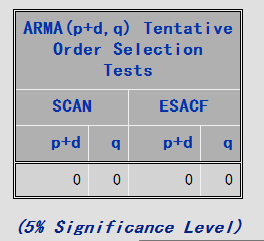 ARMA(p+d,q) Tentative
Order Selection
Tests
SCAN ESACF
p+d q p+d q
0 0 0 0
(5% Significance Level)